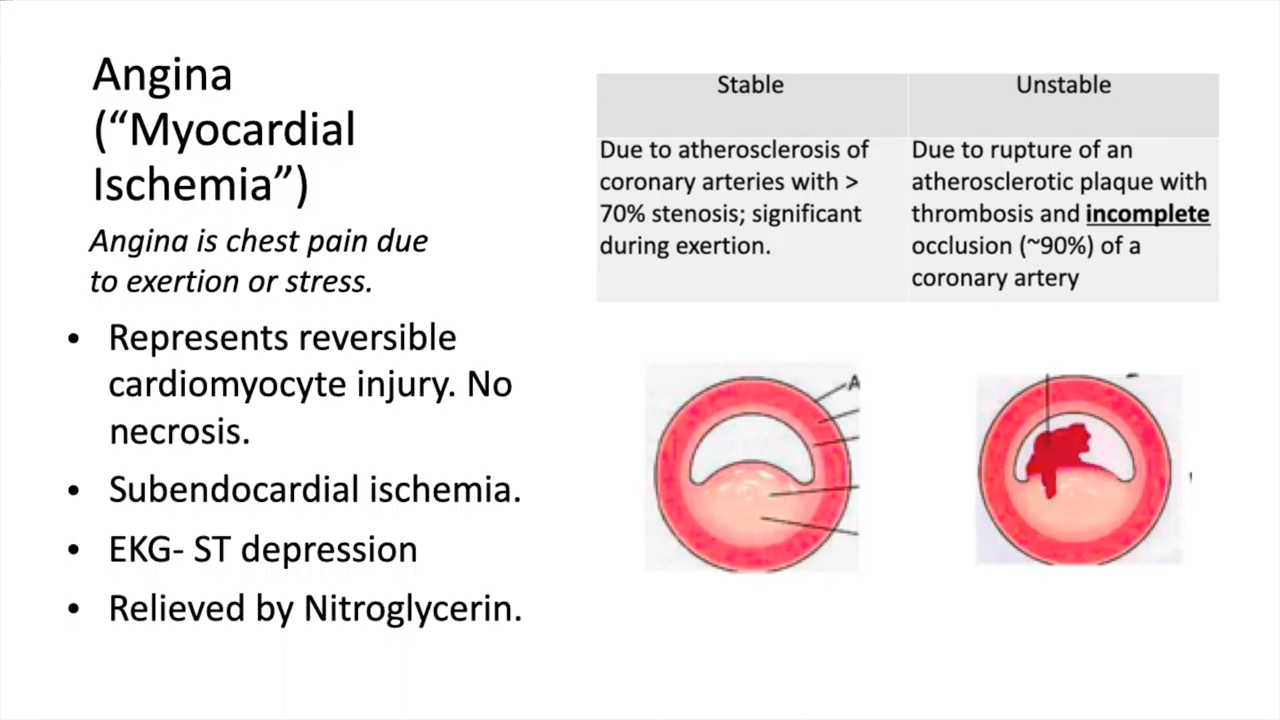 Angina
(“Myocardial
Ischemia”)
Angina is chest pain due
to exertion or stress.
• Represents reversible
cardiomyocyte injury. No
necrosis.
• Subendocardial ischemia.
• EKG- ST depression
• Relieved by Nitroglycerin.
Stable
Unstable
Due to atherosclerosis of
coronary arteries with >
70% stenosis; significant
during exertion.
Due to rupture of an
atherosclerotic plaque with
thrombosis and incomplete
occlusion (~90%) of a
coronary artery
A